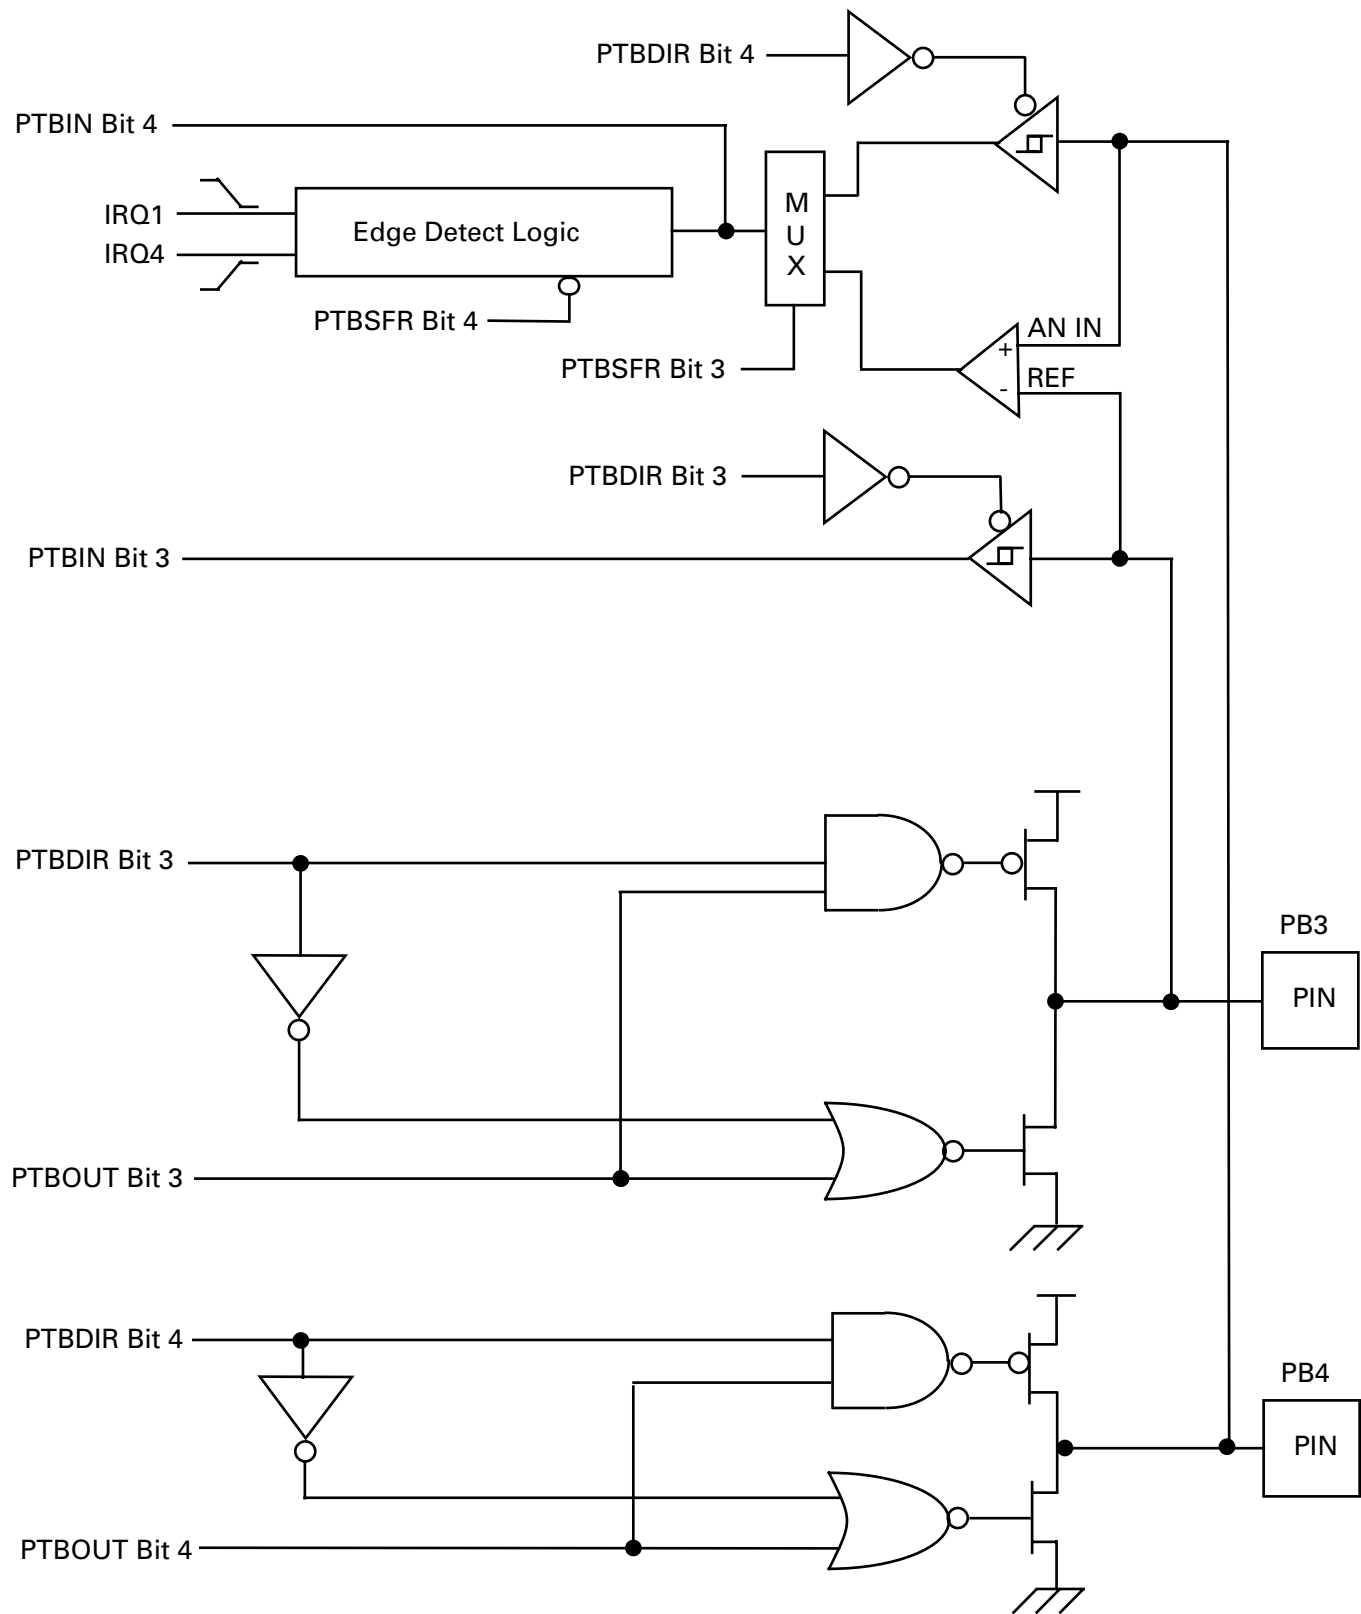 PTBDIR Bit 4
PTBIN Bit 4
M
U
X
IRQ1
Edge Detect Logic
IRQ4
PTBSFR Bit 4
AN IN
+
PTBSFR Bit 3
REF
-
PTBDIR Bit 3
PTBIN Bit 3
PTBDIR Bit 3
PB3
PIN
PTBOUT Bit 3
PTBDIR Bit 4
PB4
PIN
PTBOUT Bit 4